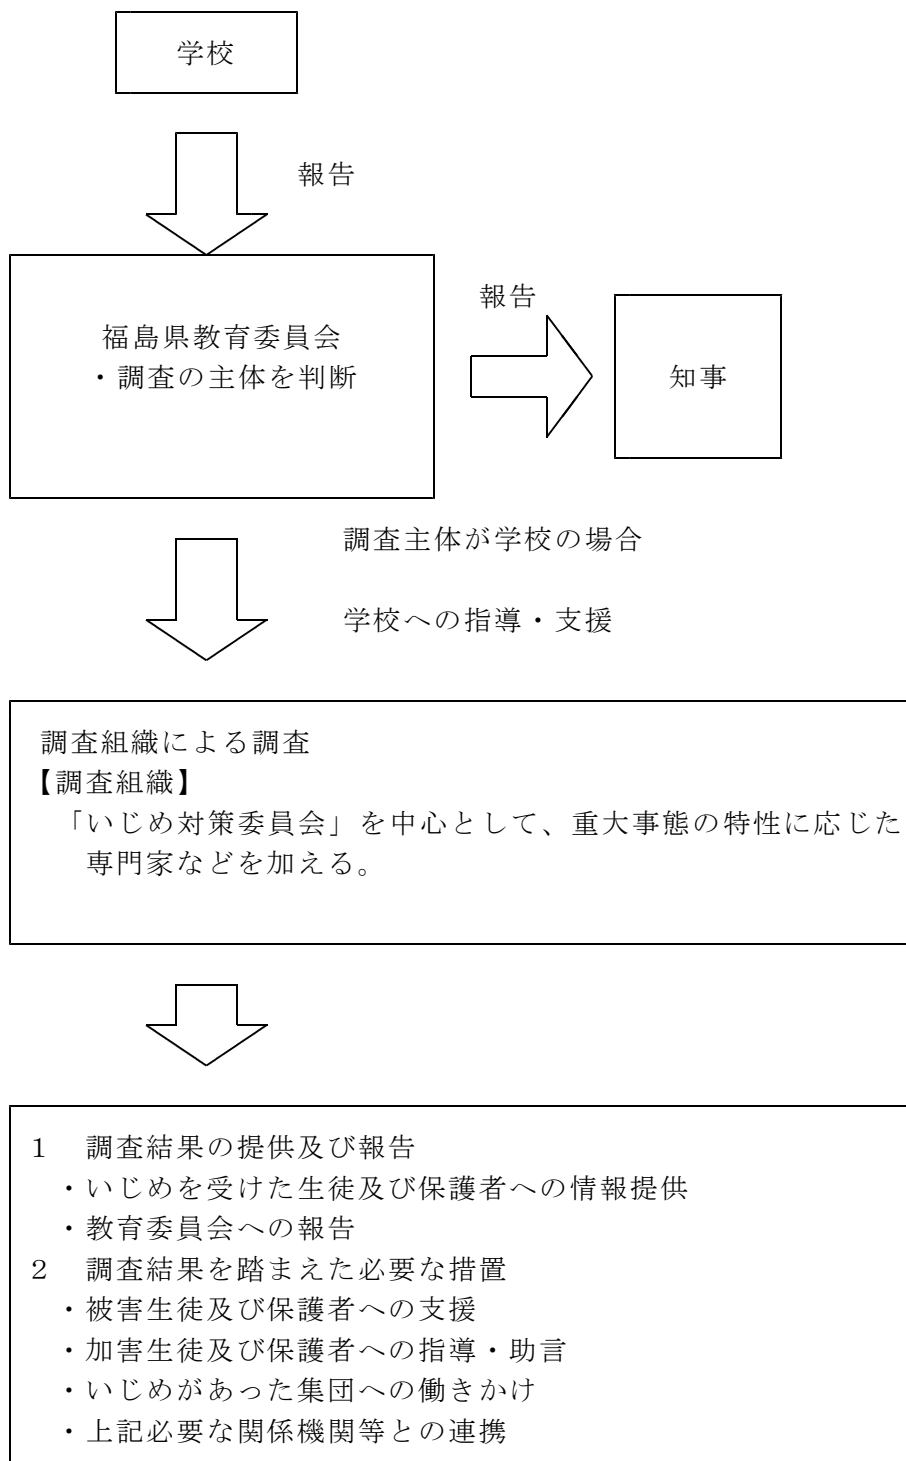 学校
報告
報告
福島県教育委員会
・調査の主体を判断
知事
調査主体が学校の場合
学校への指導・支援
調査組織による調査
【調査組織】
「いじめ対策委員会」を中心として、重大事態の特性に応じた
専門家などを加える。
1　調査結果の提供及び報告
・いじめを受けた生徒及び保護者への情報提供
・教育委員会への報告
2　調査結果を踏まえた必要な措置
・被害生徒及び保護者への支援
・加害生徒及び保護者への指導・助言
・いじめがあった集団への働きかけ
・上記必要な関係機関等との連携